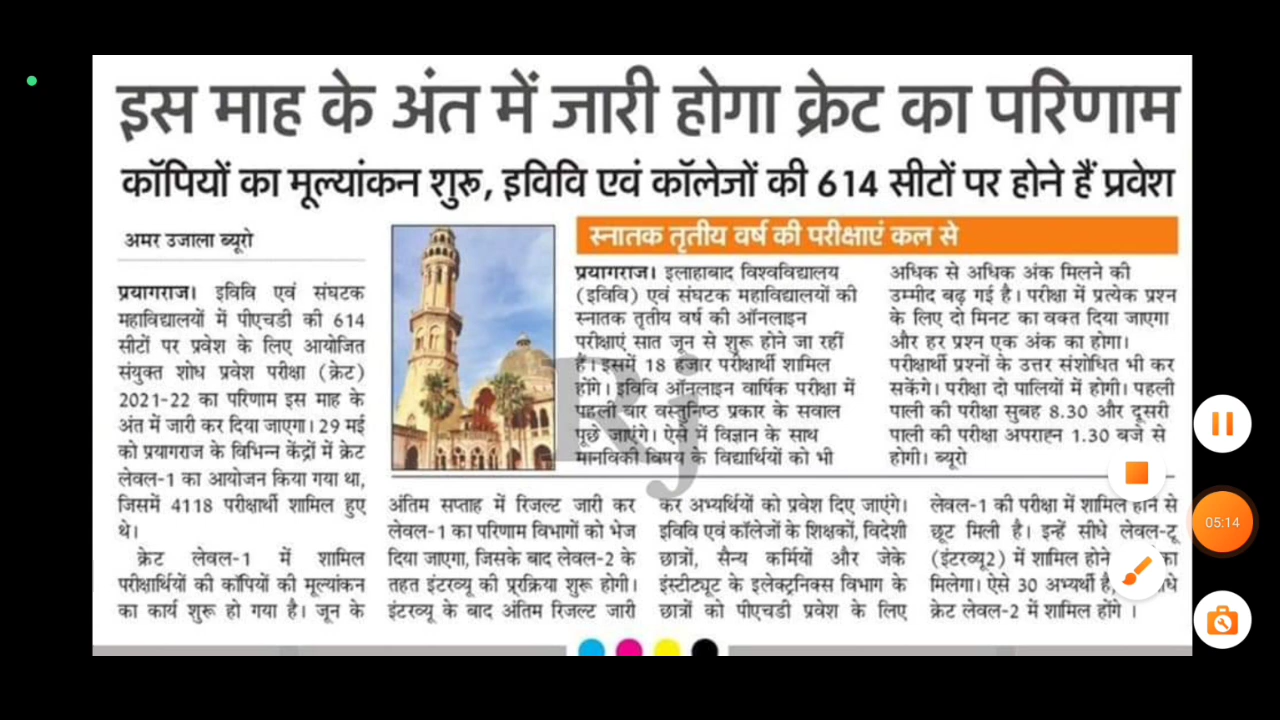 इस माह के अंत में जारी होगा क्रेट का परिणाम
कॉपियों का मूल्यांकन शुरू, इविवि एवं कॉलेजों की 614 सीटों पर होने हैं प्रवेश
अमर उजाला ब्यूरो
प्रयागराज। इविवि एवं संघटक
महाविद्यालयों में पीएचडी की 614
सीटों पर प्रवेश के लिए आयोजित
संयुक्त शोध प्रवेश परीक्षा (क्रेट)
2021-22 का परिणाम इस माह के
अंत में जारी कर दिया जाएगा। 29 मई
को प्रयागराज के विभिन्न केंद्रों में क्रेट
लेवल-1 का आयोजन किया गया था,
जिसमें 4118 परीक्षार्थी शामिल हुए
थे।
क्रेट लेवल-1 में शामिल
परीक्षार्थियों की कॉपियों की मूल्यांकन
का कार्य शुरू हो गया है। जून के
अंतिम सप्ताह में रिजल्ट जारी कर
लेवल-1 का परिणाम विभागों को भेज
दिया जाएगा, जिसके बाद लेवल-2 के
तहत इंटरव्यू की प्र्रक्रिया शुरू होगी।
इंटरव्यू के बाद अंतिम रिजल्ट जारी
कर अभ्यर्थियों को प्रवेश दिए जाएंगे।
इविवि एवं कॉलेजों के शिक्षकों, विदेशी
छात्रों, सैन्य कर्मियों और जेके
इंस्टीट्यूट के इलेक्ट्रनिक्स विभाग के
छात्रों को पीएचडी प्रवेश के लिए
लेवल-1 की परीक्षा में शामिल होने से
छूट मिली है। इन्हें सीधे लेवल-टू
(इंटरव्यू2) में शामिल होने का
मिलेगा। ऐसे 30 अभ्यर्थी है,
क्रेट लेवल-2 में शामिल होंगे ।
स्नातक तृतीय वर्ष की परीक्षाएं कल से
प्रयागराज। इलाहाबाद विश्वविद्यालय
(इविवि) एवं संघटक महाविद्यालयों की
स्नातक तृतीय वर्ष की ऑनलाइन
परीक्षाएं सात जून से शुरू होने जा रहीं
हैं। इसमें 18 हजार परीक्षार्थी शामिल
होंगे। इविवि ऑनलाइन वार्षिक परीक्षा में
पहली बार वस्तुनिष्ठ प्रकार के सवाल
पूछे जाएंगे। ऐसे में विज्ञान के साथ
मानविकी विषय के विद्यार्थियों को भी
अधिक से अधिक अंक मिलने की
उम्मीद बढ़ गई है। परीक्षा में प्रत्येक प्रश्न
के लिए दो मिनट का वक्त दिया जाएगा
और हर प्रश्न एक अंक का होगा।
परीक्षार्थी प्रश्नों के उत्तर संशोधित भी कर
सकेंगे। परीक्षा दो पालियों में होगी। पहली
पाली की परीक्षा सुबह 8.30 और दूसरी
पाली की परीक्षा अपराह्न 1.30 बजे से
होगी। ब्यूरो
Rj
05:14